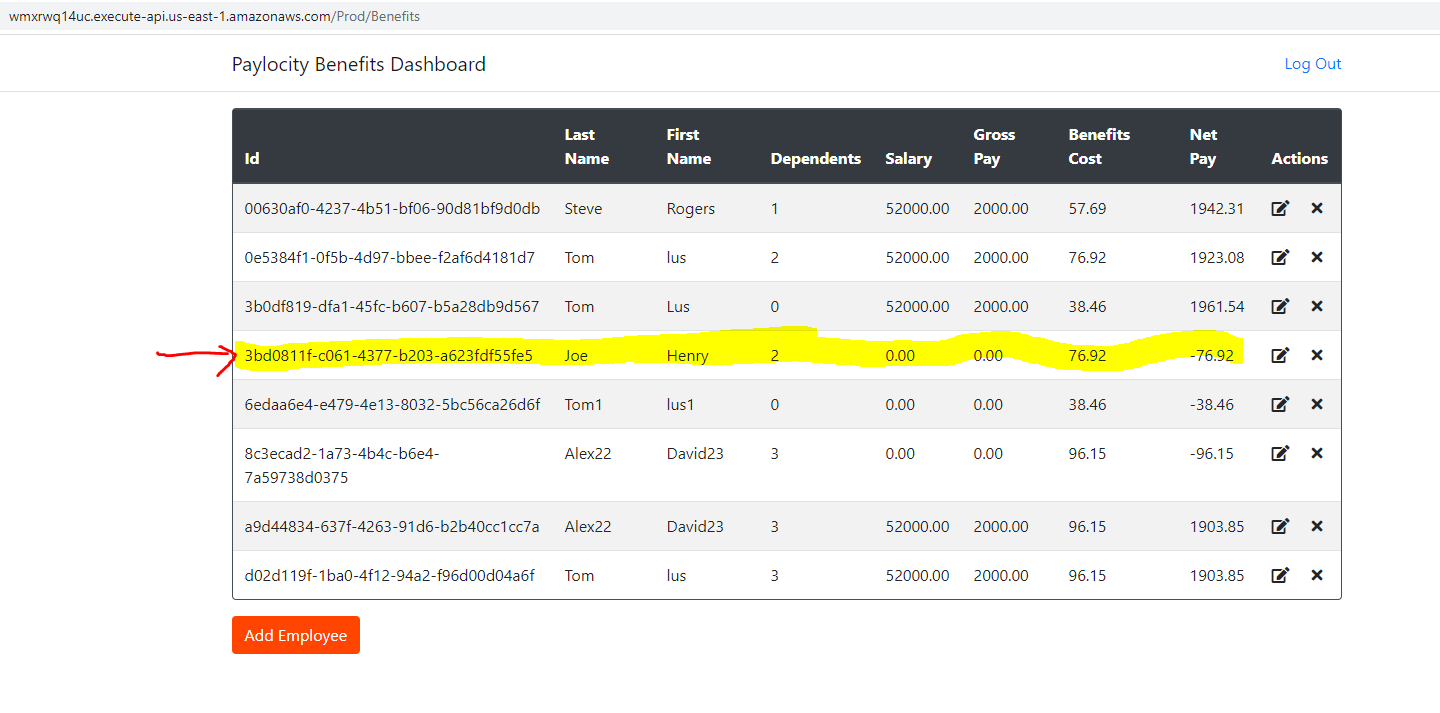 wmxrwq14uc.execute-api.us-east-1.amazonaws.com/Prod/Benefits
Paylocity Benefits Dashboard Log Out
Id Last Name First Name Dependents Salary Gross Pay Benefits Cost Net Pay Actions
00630af0-4237-4b51-bf06-90d81bf9d0db Steve Rogers 1 52000.00 2000.00 57.69 1942.31
0e5384f1-0f5b-4d97-bbee-f2af6d4181d7 Tom lus 2 52000.00 2000.00 76.92 1923.08
3b0df819-dfa1-45fc-b607-b5a28db9d567 Tom Lus 0 52000.00 2000.00 38.46 1961.54
3bd0811f-c061-4377-b203-a623fdf55fe5 Joe Henry 2 0.00 0.00 76.92 -76.92
6edaa6e4-e479-4e13-8032-5bc56ca26d6f Tom1 lus1 0 0.00 0.00 38.46 -38.46
8c3ecad2-1a73-4b4c-b6e4- Alex22 David23 3 0.00 0.00 96.15 -96.15
7a59738d0375
a9d44834-637f-4263-91d6-b2b40cc1cc7a Alex22 David23 3 52000.00 2000.00 96.15 1903.85
d02d119f-1ba0-4f12-94a2-f96d00d04a6f Tom lus 3 52000.00 2000.00 96.15 1903.85
Add Employee